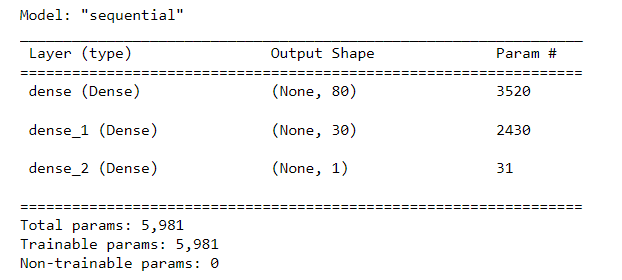 Model: "sequential"
_________________________________________________________________
Layer (type) Output Shape Param #
=================================================================
dense (Dense) (None, 80) 3520
dense_1 (Dense) (None, 30) 2430
dense_2 (Dense) (None, 1) 31
=================================================================
Total params: 5,981
Trainable params: 5,981
Non-trainable params: 0